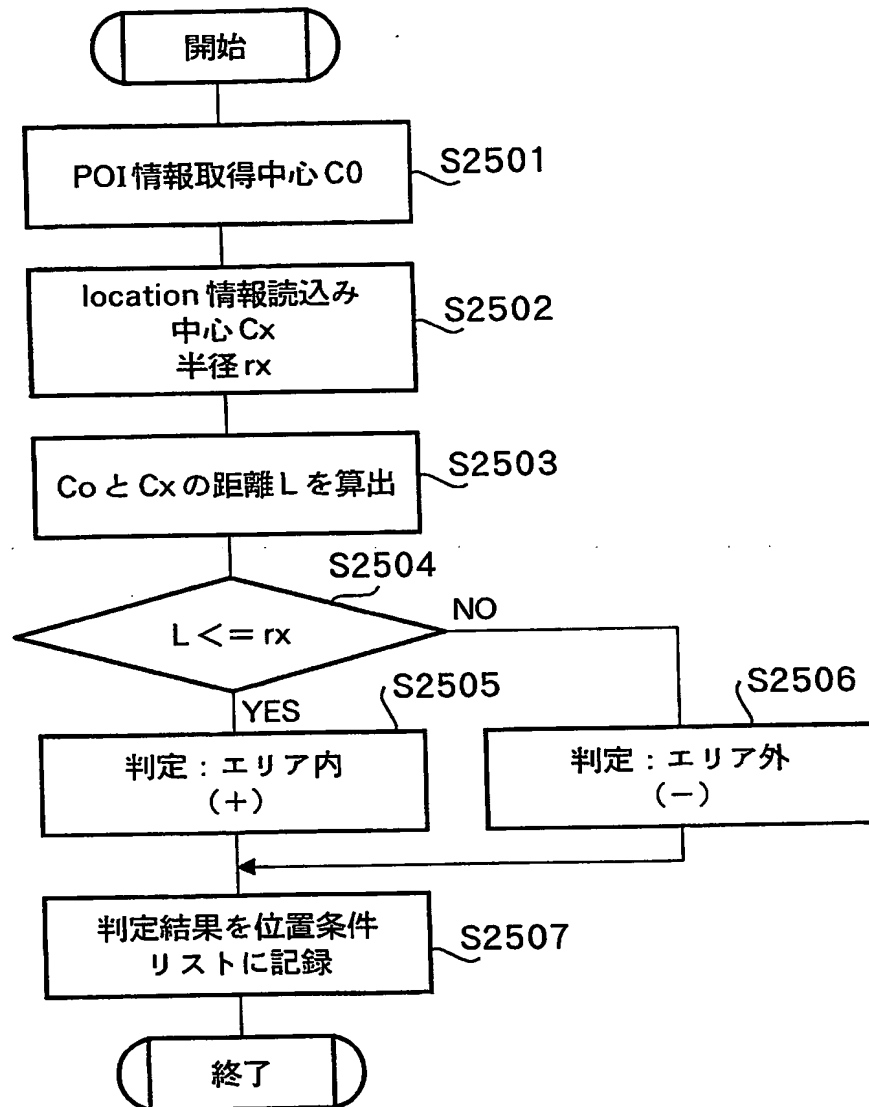 開始
POI情報取得中心C0
S2501
location情報読込み
中心Cx
半径rx
S2502
CoとCxの距離Lを算出
S2503
S2504
L<=rx
NO
YES
S2505
判定：エリア内
(+)
S2506
判定：エリア外
(−)
判定結果を位置条件
リストに記録
S2507
終了